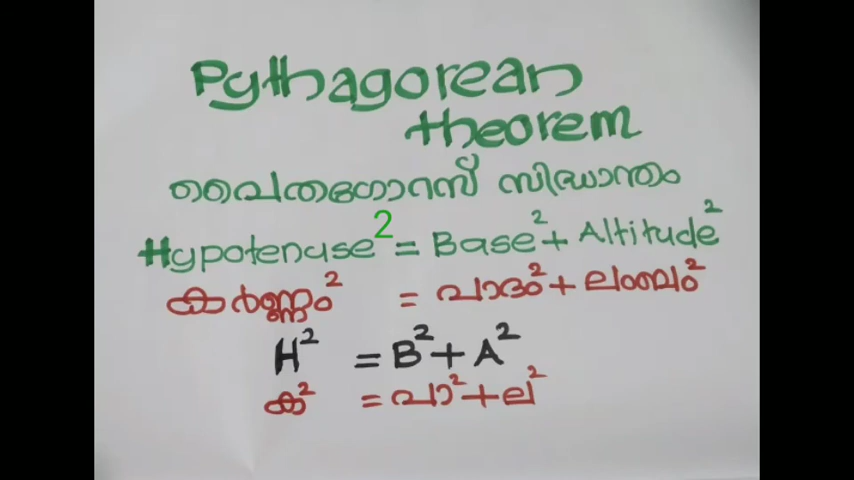 Pythagorean
theorem
പൈതഗോറസ് സിദ്ധാന്തം
Hypotenuse² = Base² + Altitude²
കർണ്ണം² = പാദം² + ലംബം²
H² = B² + A²
ക² = പാ² + ല²